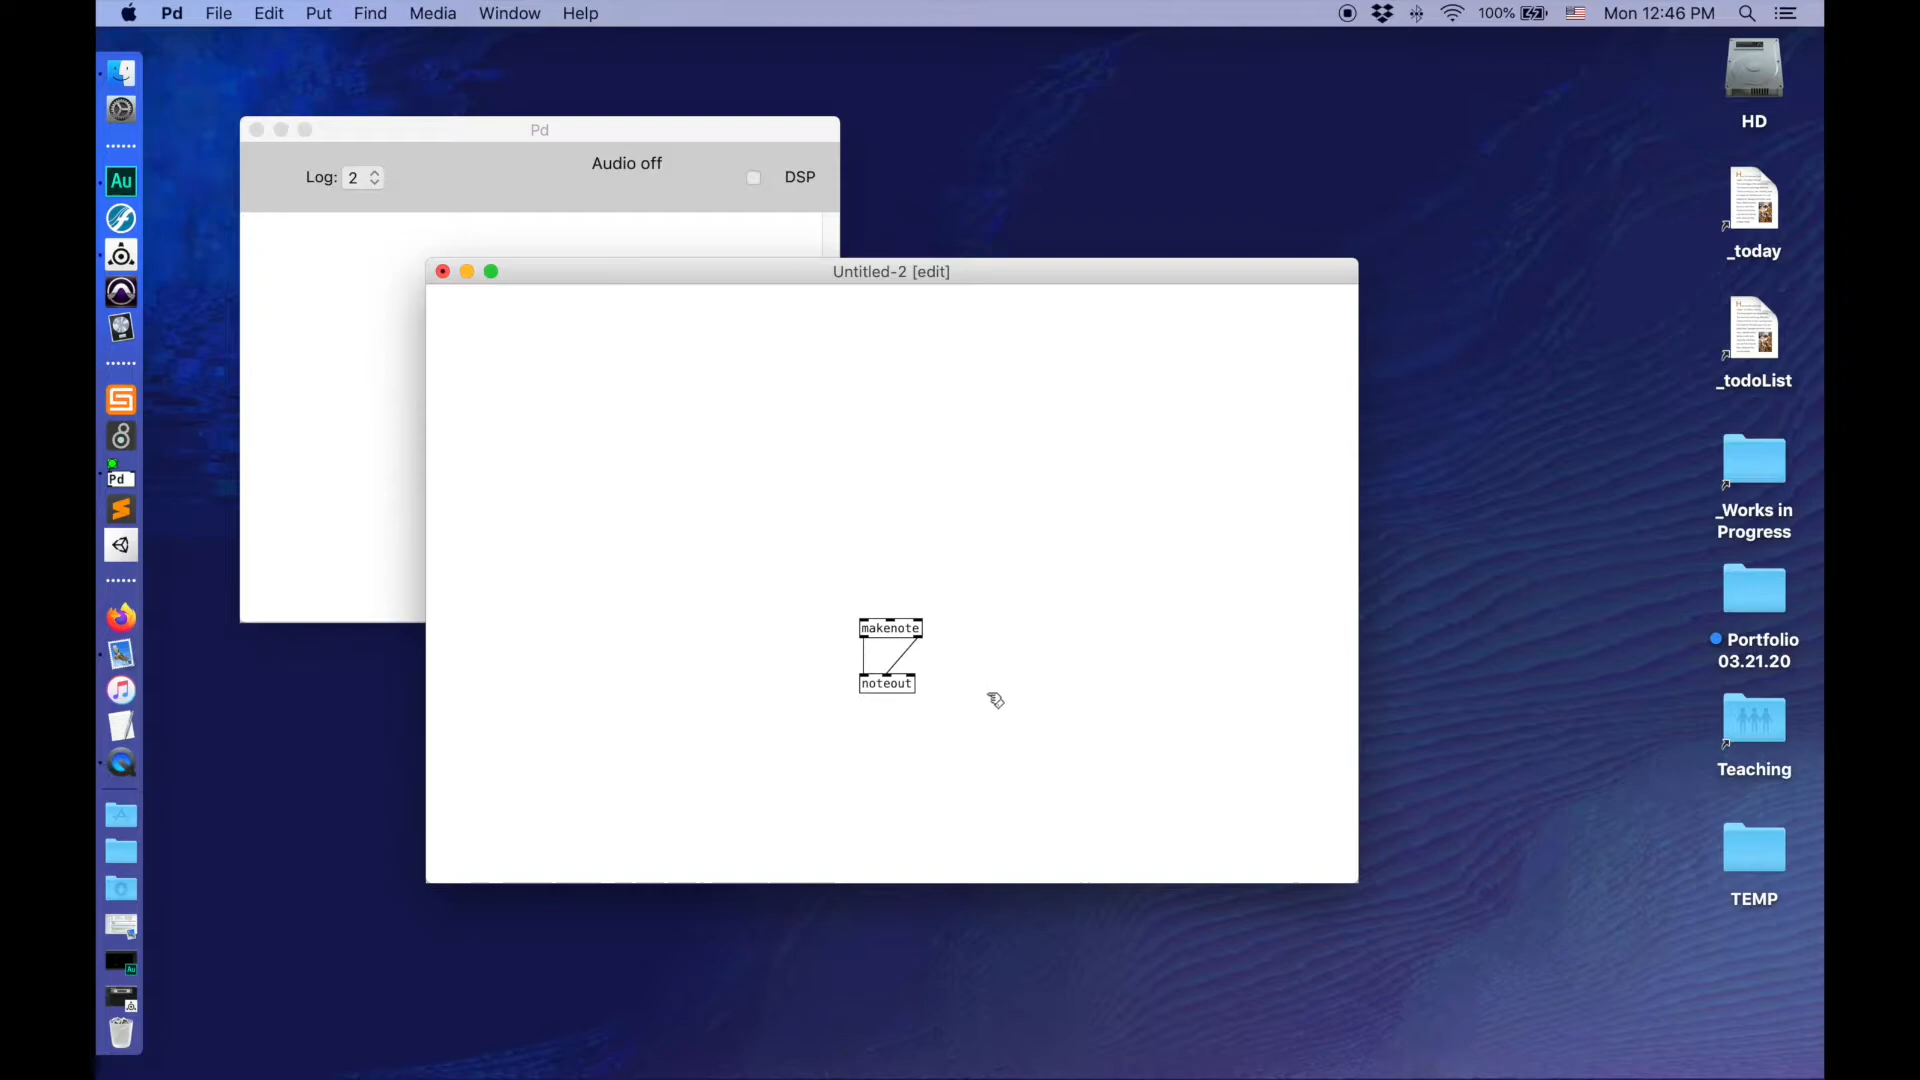 Pd File Edit Put Find Media Window Help 100% Mon 12:46 PM
HD
_today
_todoList
_Works in
Progress
Portfolio
03.21.20
Teaching
TEMP
Au
Pd
Au
Pd
Log: 2
Audio off
DSP
Untitled-2 [edit]
makenote
noteout